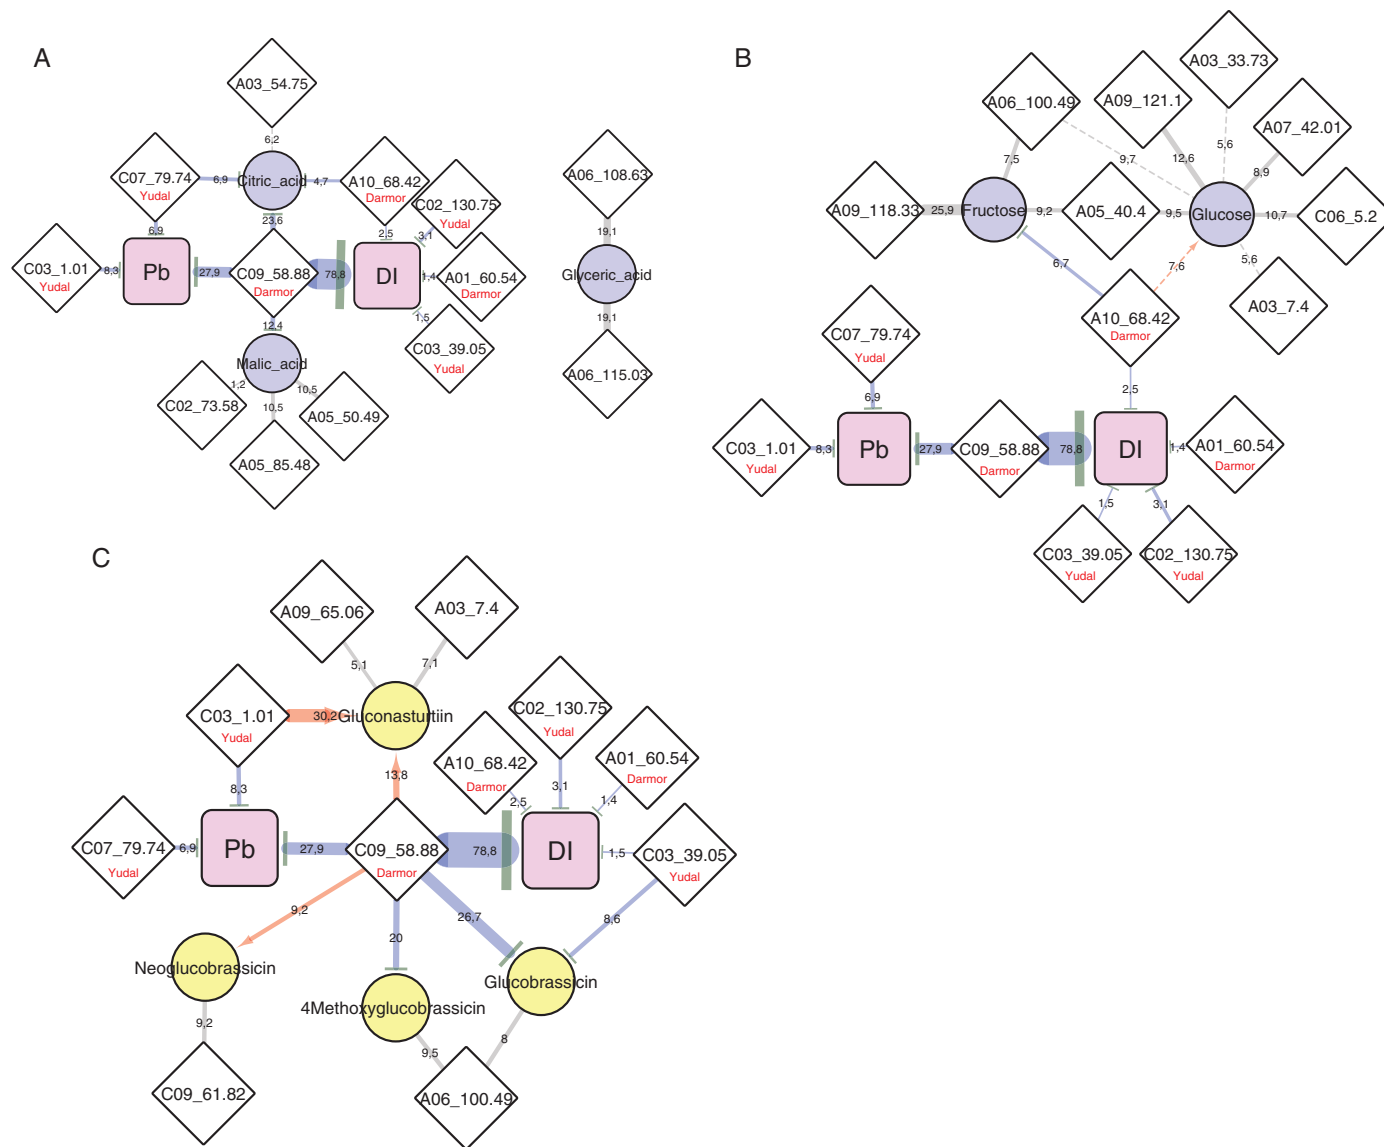 A
A03_54.75
6,2
C07_79.74
Yudal
6,9
Citric_acid
4,7
A10_68.42
Darmor
C02_130.75
Yudal
6,9
23,6
2,5
3,1
C03_1.01
Yudal
8,3
Pb
27,9
C09_58.88
Darmor
78,8
DI
1,4
A01_60.54
Darmor
12,4
1,5
C03_39.05
Yudal
Malic_acid
1,2
10,5
10,5
C02_73.58
A05_50.49
A05_85.48
A06_108.63
19,1
Glyceric_acid
19,1
A06_115.03
B
A03_33.73
A06_100.49
A09_121.1
A07_42.01
7,5
9,7
12,6
5,6
8,9
A09_118.33
25,9
Fructose
9,2
A05_40.4
9,5
Glucose
10,7
C06_5.2
6,7
7,6
5,6
A03_7.4
A10_68.42
Darmor
C07_79.74
Yudal
6,9
2,5
C03_1.01
Yudal
8,3
Pb
27,9
C09_58.88
Darmor
78,8
DI
1,4
A01_60.54
Darmor
1,5
3,1
C03_39.05
Yudal
C02_130.75
Yudal
C
A09_65.06
A03_7.4
5,1
7,1
C03_1.01
Yudal
30,2
Gluconasturtiin
C02_130.75
Yudal
A10_68.42
Darmor
A01_60.54
Darmor
13,8
8,3
2,5
3,1
1,4
C07_79.74
Yudal
6,9
Pb
27,9
C09_58.88
Darmor
78,8
DI
1,5
C03_39.05
Yudal
9,2
20
26,7
8,6
Neoglucobrassicin
4Methoxyglucobrassicin
Glucobrassicin
9,2
9,5
8
C09_61.82
A06_100.49